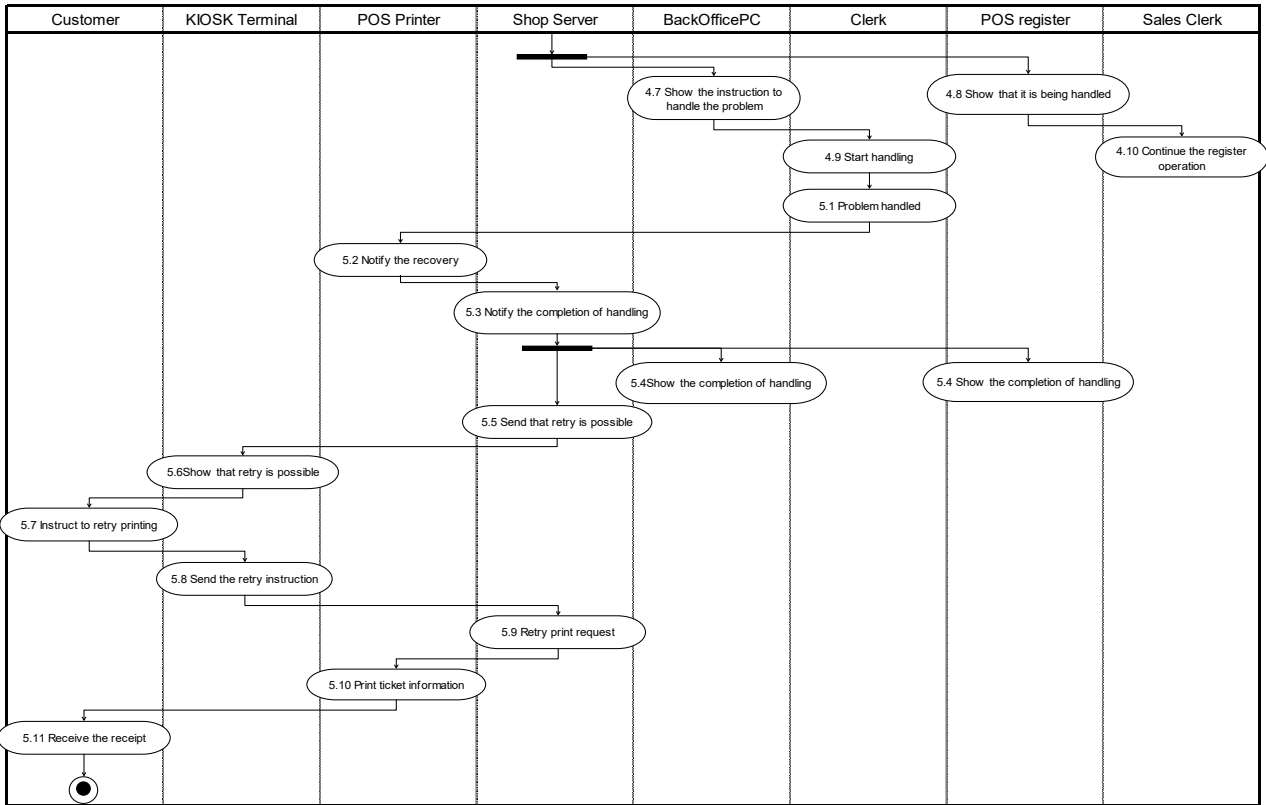 Customer
KIOSK Terminal
POS Printer
Shop Server
BackOfficePC
Clerk
POS register
Sales Clerk
4.7 Show the instruction to
handle the problem
4.8 Show that it is being handled
4.9 Start handling
4.10 Continue the register
operation
5.1 Problem handled
5.2 Notify the recovery
5.3 Notify the completion of handling
5.4Show the completion of handling
5.4 Show the completion of handling
5.5 Send that retry is possible
5.6Show that retry is possible
5.7 Instruct to retry printing
5.8 Send the retry instruction
5.9 Retry print request
5.10 Print ticket information
5.11 Receive the receipt